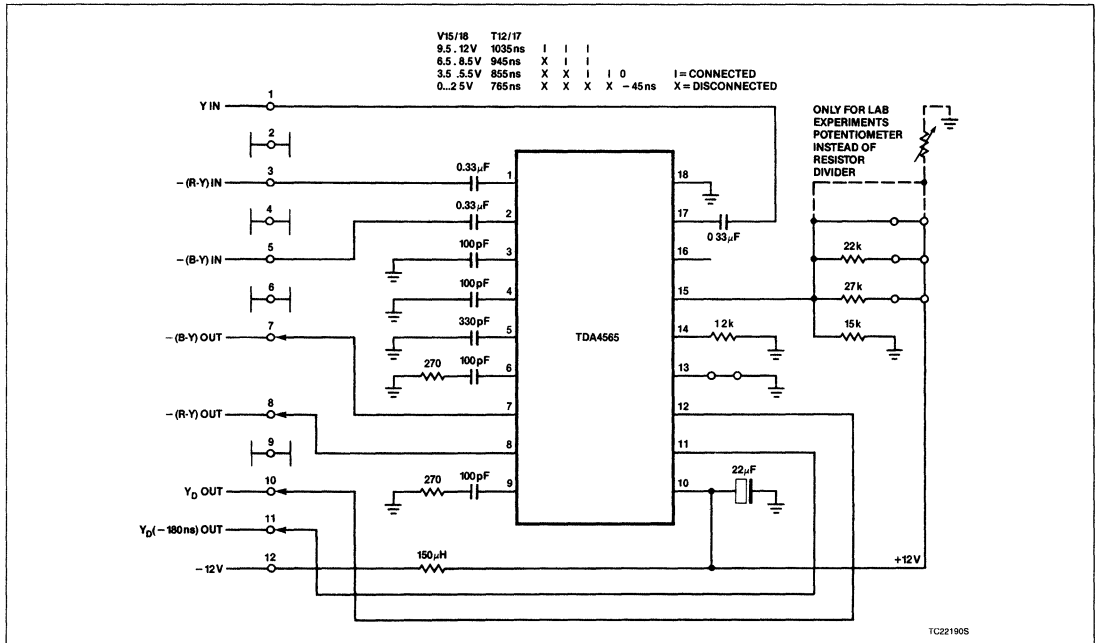 V15/18 T12/17
9.5 . 12V 1035ns I I I
6.5 . 8.5V 945ns X I I
3.5 .5.5V 855ns X X I I 0 I = CONNECTED
0...2 5V 765ns X X X X – 45ns X = DISCONNECTED
Y IN 1
2
–(R-Y) IN 3
4
–(B-Y) IN 5
6
–(B-Y) OUT 7
–(R-Y) OUT 8
9
YD OUT 10
YD(–180ns) OUT 11
–12V 12
0.33µF
0.33µF
100pF
100pF
330pF
270 100pF
270 100pF
150µH
1
2
3
4
5
6
7
8
9
TDA4565
18
17
16
15
14
13
12
11
10
0 33µF
1 2k
22µF
ONLY FOR LAB
EXPERIMENTS
POTENTIOMETER
INSTEAD OF
RESISTOR
DIVIDER
22k
27k
15k
+12V
TC22190S